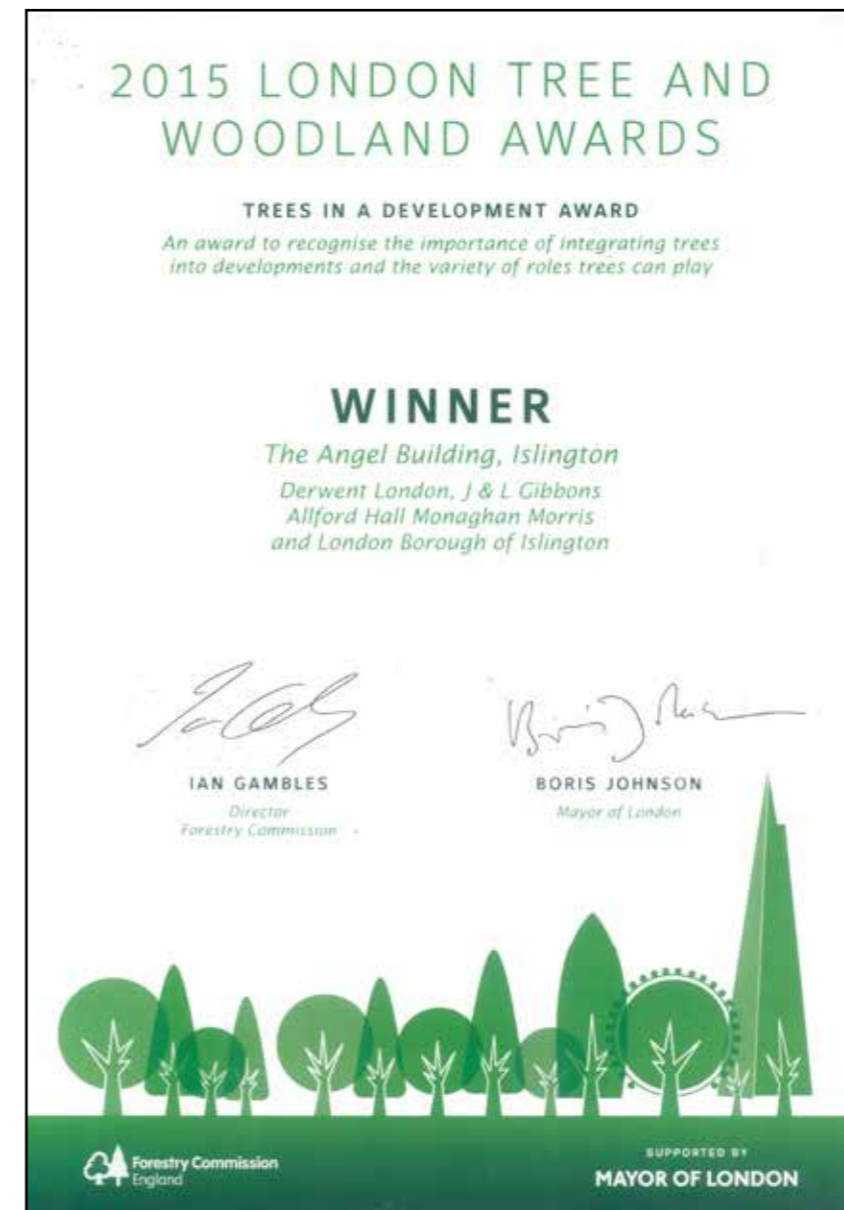 2015 LONDON TREE AND
WOODLAND AWARDS
TREES IN A DEVELOPMENT AWARD
An award to recognise the importance of integrating trees
into developments and the variety of roles trees can play
WINNER
The Angel Building, Islington
Derwent London, J & L Gibbons
Allford Hall Monaghan Morris
and London Borough of Islington
Boris Johnson
IAN GAMBLES
Director
Forestry Commission
BORIS JOHNSON
Mayor of London
Forestry Commission
England
SUPPORTED BY
MAYOR OF LONDON